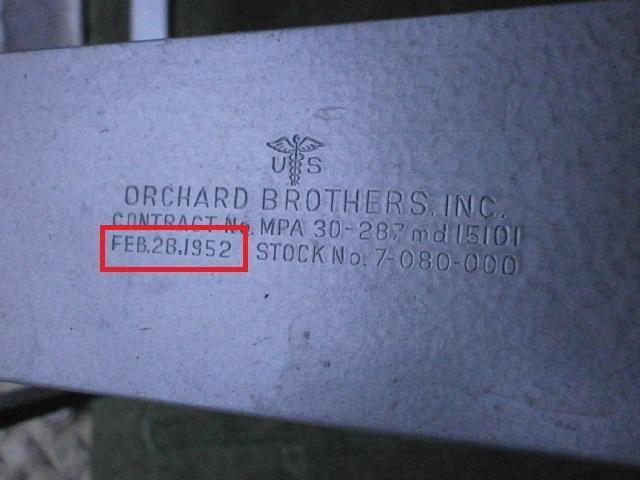 U S
ORCHARD BROTHERS, INC.
CONTRACT No. MPA 30-287 md 15101
FEB.28.1952 STOCK No. 7-080-000